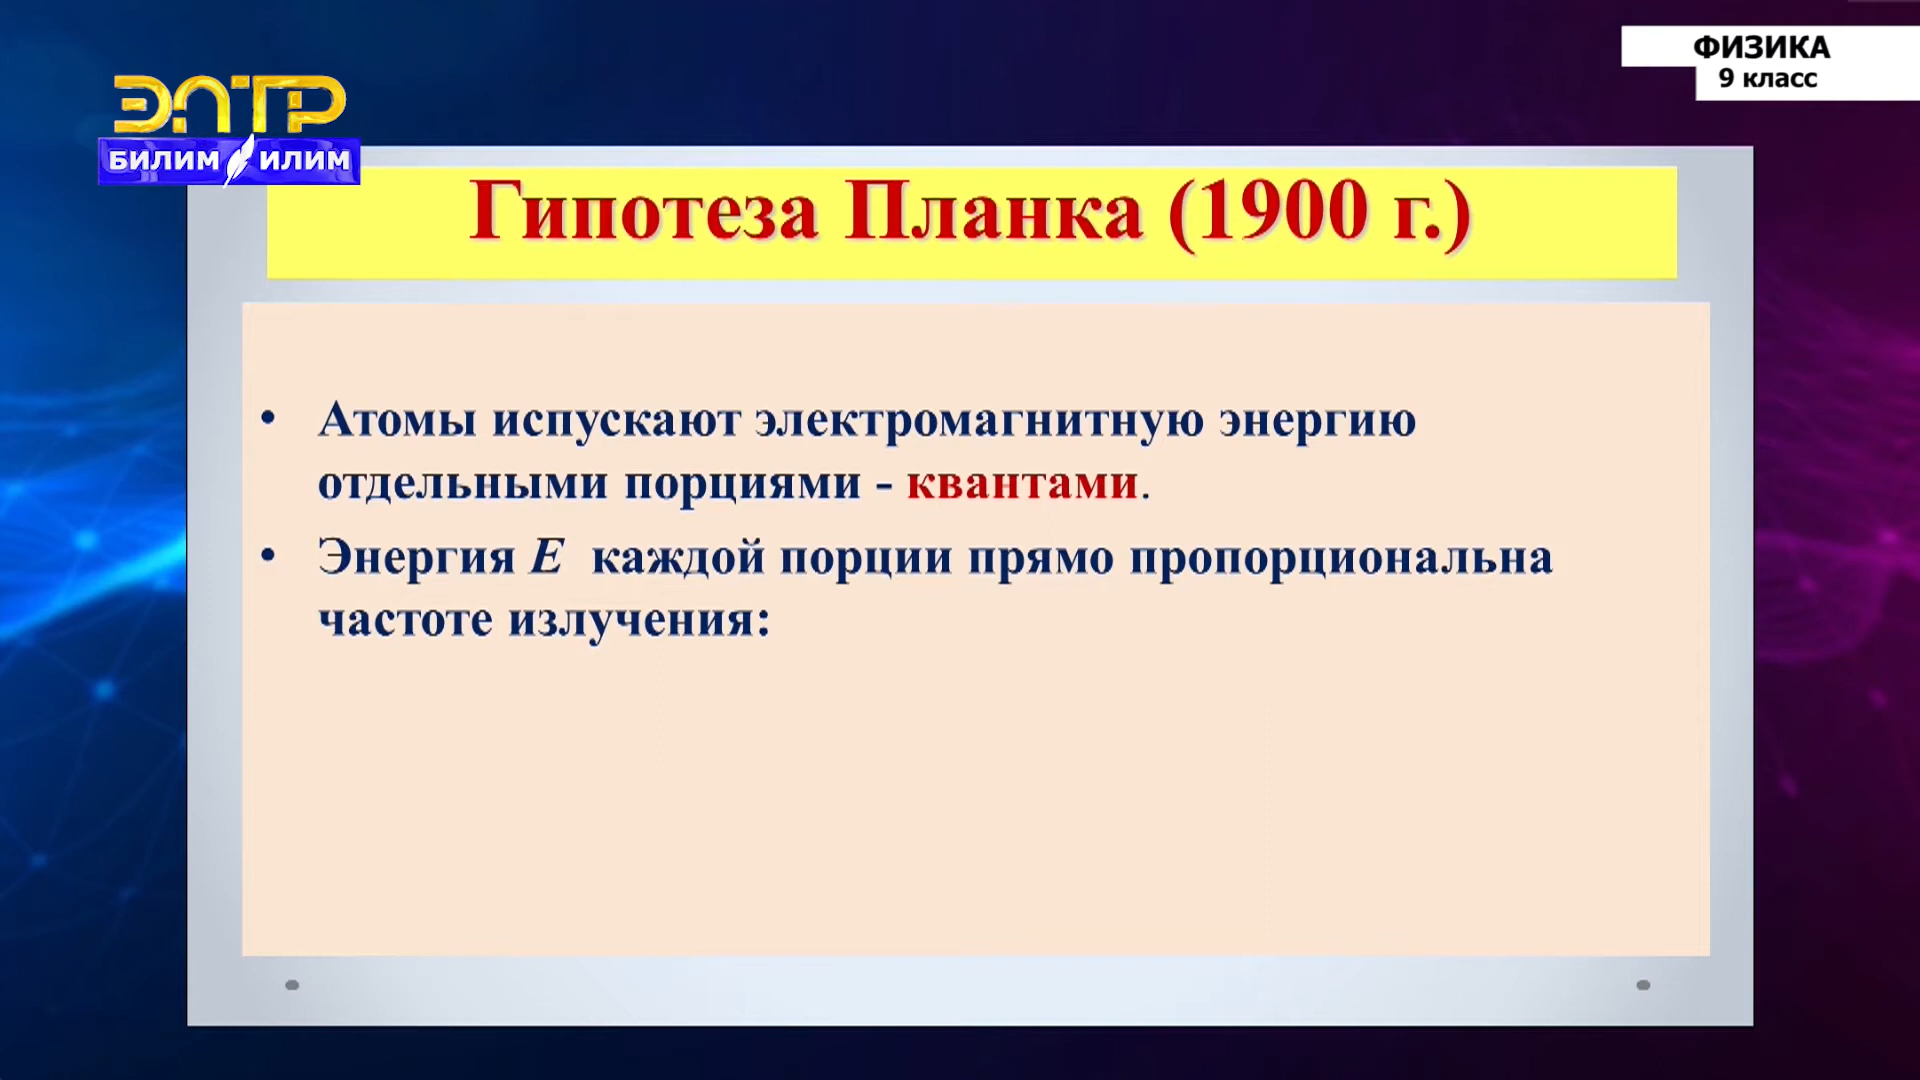 ФИЗИКА
9 класс
ЭЛТР
БИЛИМ ИЛИМ
Гипотеза Планка (1900 г.)
• Атомы испускают электромагнитную энергию
отдельными порциями - квантами.
• Энергия E каждой порции прямо пропорциональна
частоте излучения: